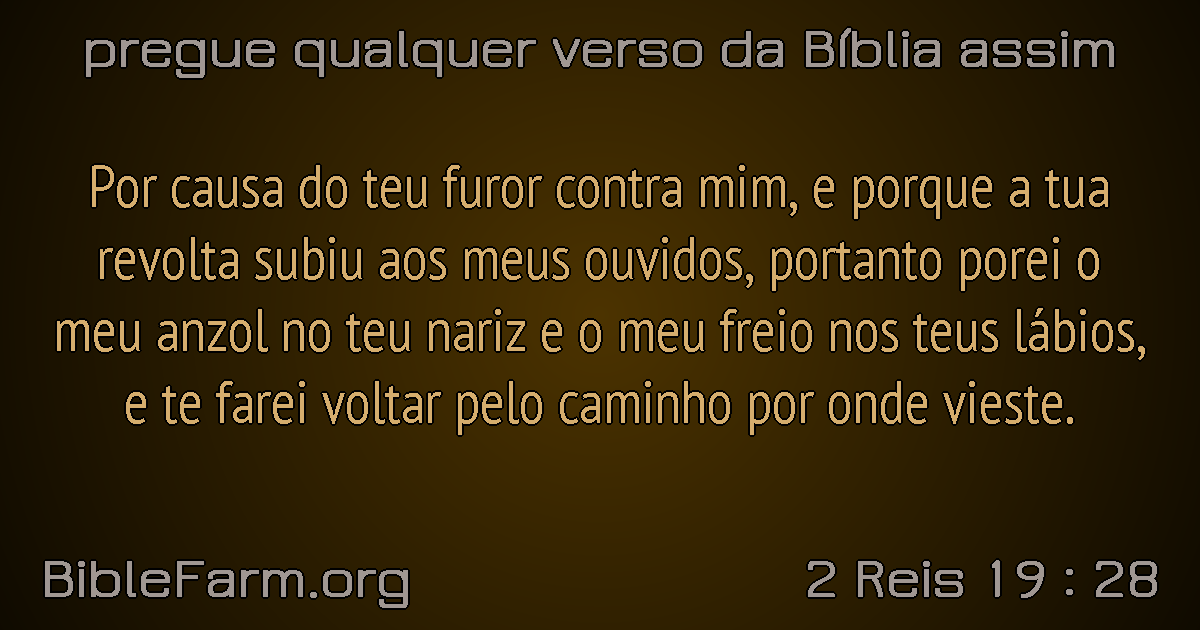 pregue qualquer verso da Bíblia assim
Por causa do teu furor contra mim, e porque a tua
revolta subiu aos meus ouvidos, portanto porei o
meu anzol no teu nariz e o meu freio nos teus lábios,
e te farei voltar pelo caminho por onde vieste.
BibleFarm.org
2 Reis 19 : 28